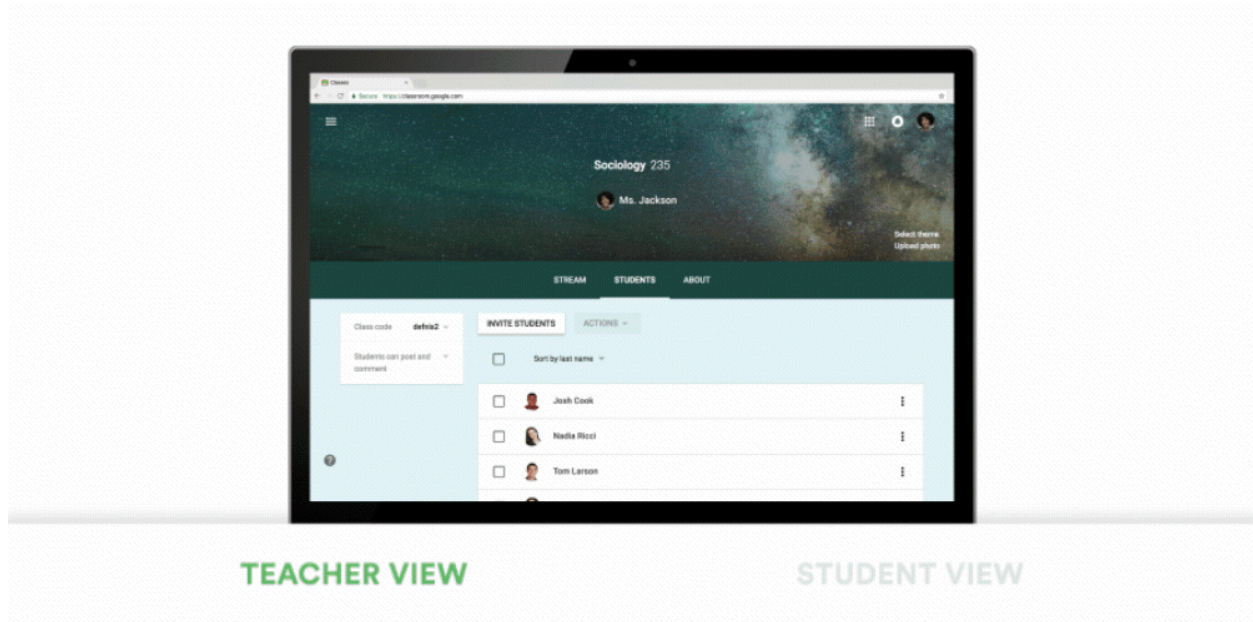 Classes
Secure https://classroom.google.com
Sociology 235
Ms. Jackson
Select theme
Upload photo
STREAM STUDENTS ABOUT
Class code defnis2
Students can post and
comment
INVITE STUDENTS ACTIONS
Sort by last name
Josh Cook
Nadia Ricci
Tom Larson
TEACHER VIEW STUDENT VIEW